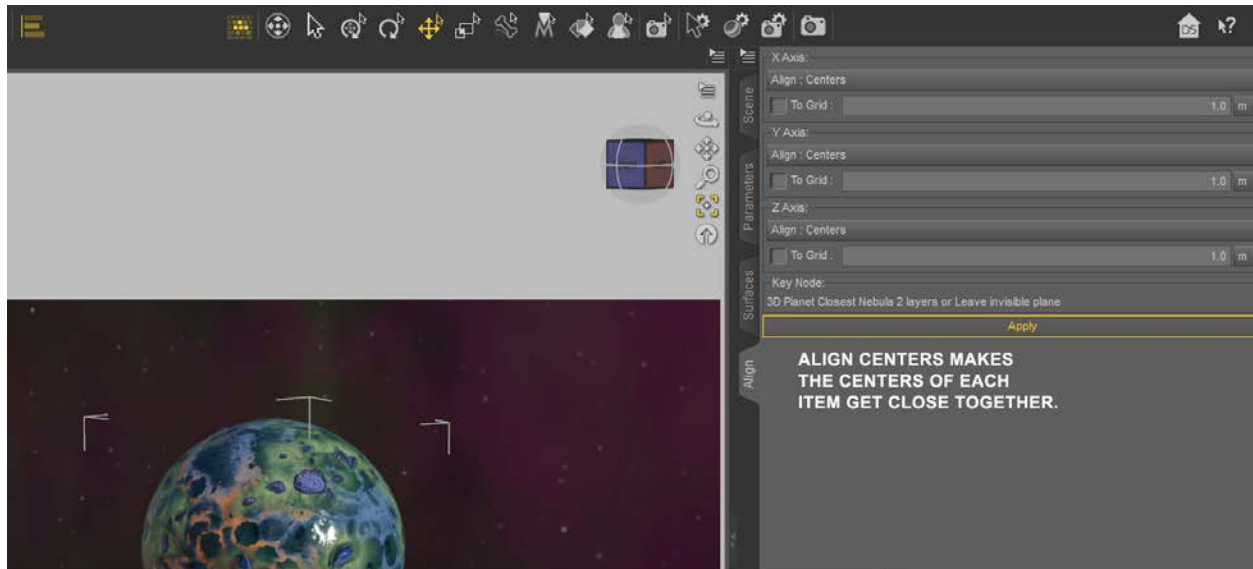 DS
?
X Axis:
Align : Centers
To Grid :
1.0 m
Y Axis:
Align : Centers
To Grid :
1.0 m
Z Axis:
Align : Centers
To Grid :
1.0 m
Key Node:
3D Planet Closest Nebula 2 layers or Leave invisible plane
Apply
Scene
Parameters
Surfaces
Align
ALIGN CENTERS MAKES
THE CENTERS OF EACH
ITEM GET CLOSE TOGETHER.